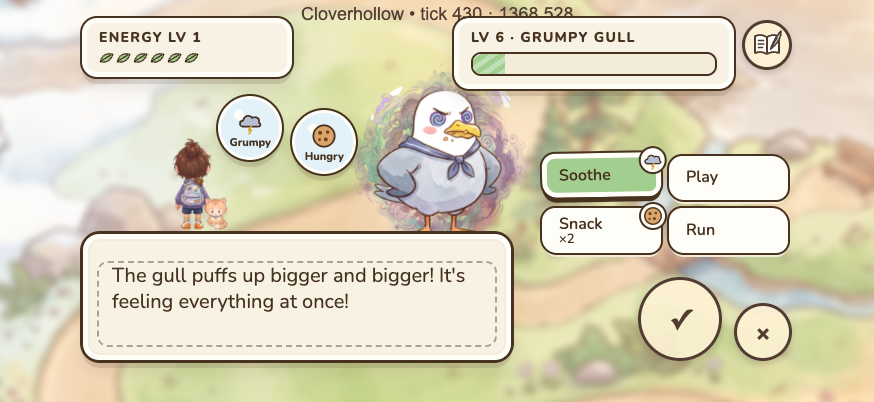 Cloverhollow • tick 430 · 1368,528
ENERGY LV 1
LV 6 · GRUMPY GULL
Grumpy
Hungry
Soothe
Play
Snack
×2
Run
The gull puffs up bigger and bigger! It's
feeling everything at once!